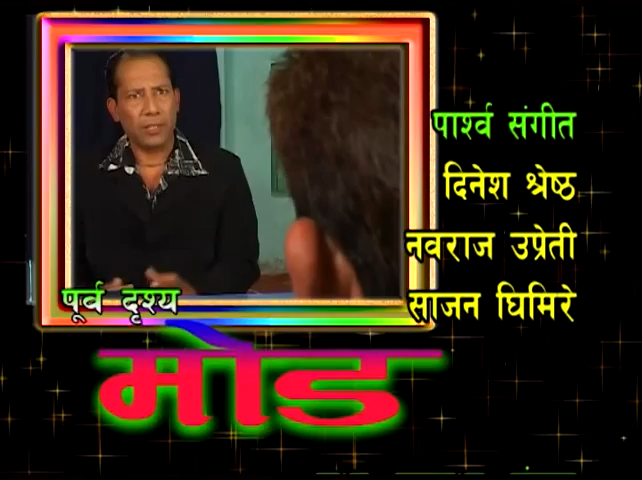 पार्श्व संगीत
दिनेश श्रेष्ठ
नवराज उप्रेती
साजन घिमिरे
पूर्व दृश्य
मोड